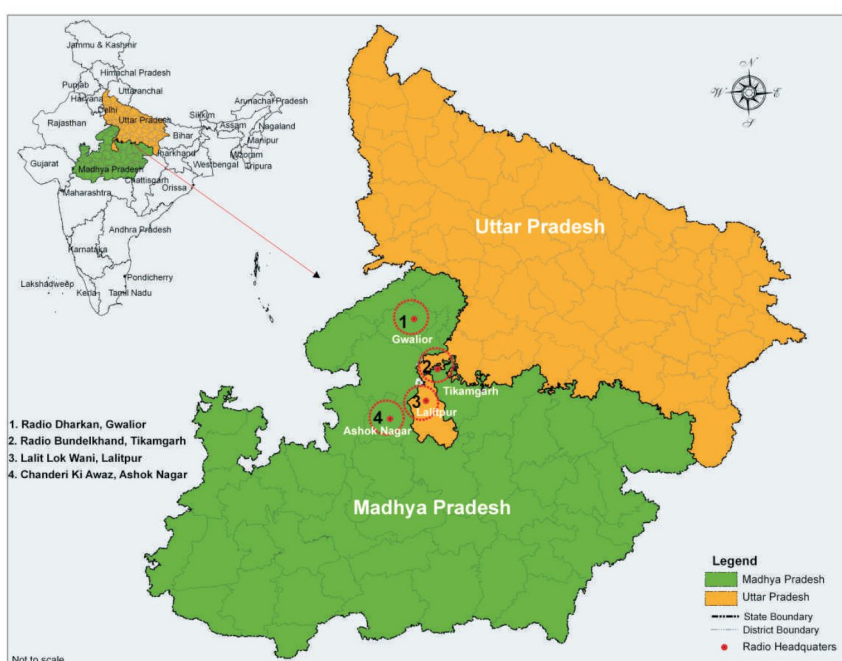 Jammu & Kashmir
Himachal Pradesh
Punjab
Uttaranchal
Haryana
Delhi
Arunachal Pradesh
Sikkim
Rajasthan
Uttar Pradesh
Assam
Nagaland
Bihar
Manipur
Jharkhand
Mizoram
Gujarat
Westbengal
Tripura
Madhya Pradesh
Chattisgarh
Orissa
Maharashtra
Andhra Pradesh
Karnataka
Pondicherry
Lakshadweep
Kerla
Tamil Nadu
N
W
E
S
Uttar Pradesh
1
Gwalior
2
Tikamgarh
3
Lalitpur
4
Ashok Nagar
1. Radio Dharkan, Gwalior
2. Radio Bundelkhand, Tikamgarh
3. Lalit Lok Wani, Lalitpur
4. Chanderi Ki Awaz, Ashok Nagar
Madhya Pradesh
Legend
Madhya Pradesh
Uttar Pradesh
State Boundary
District Boundary
Radio Headquaters
Not to scale